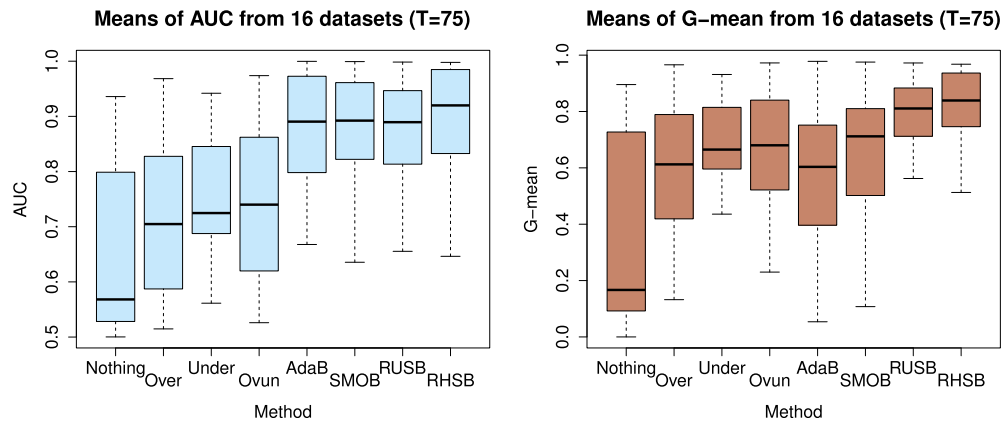 Means of AUC from 16 datasets (T=75)
AUC
1.0
0.9
0.8
0.7
0.6
0.5
Nothing
Over
Under
Ovun
AdaB
SMOB
RUSB
RHSB
Method
Means of G−mean from 16 datasets (T=75)
G−mean
1.0
0.8
0.6
0.4
0.2
0.0
Nothing
Over
Under
Ovun
AdaB
SMOB
RUSB
RHSB
Method